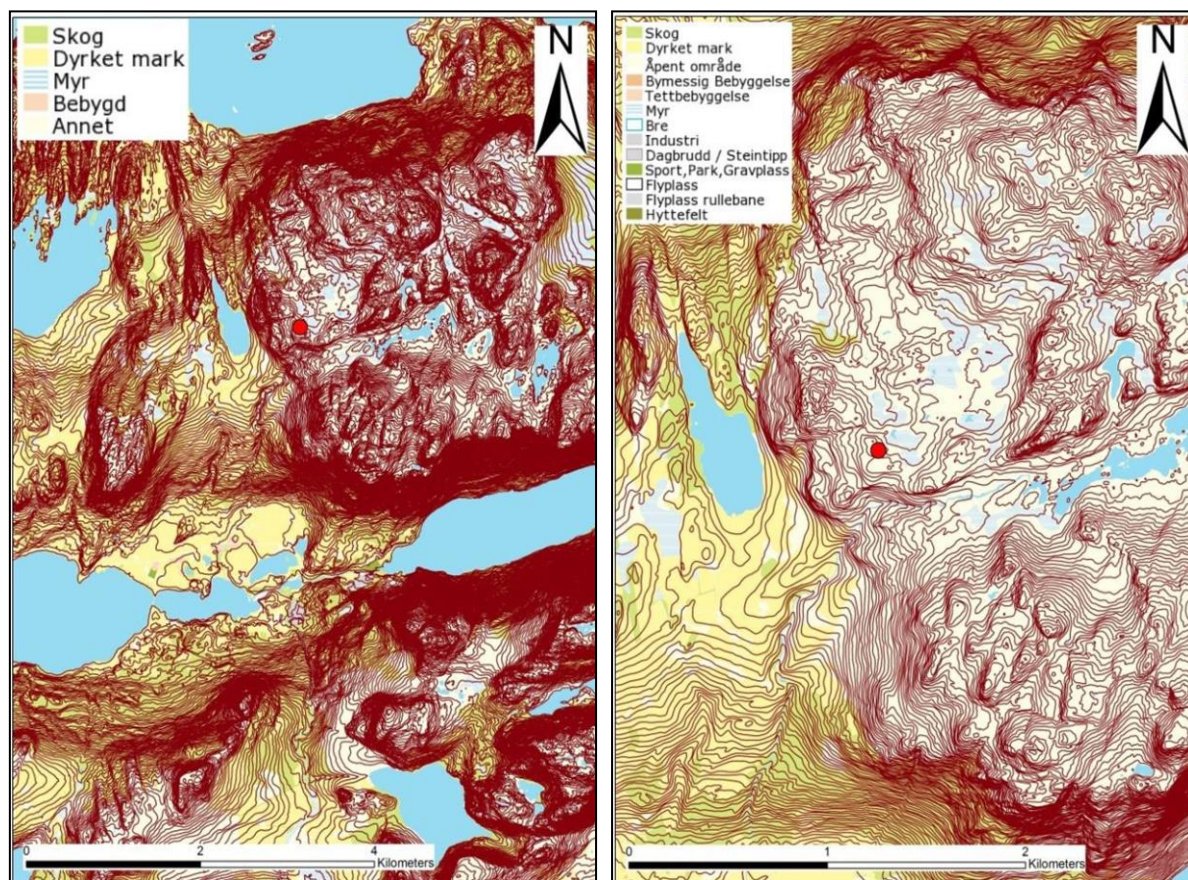 Skog
Dyrket mark
Myr
Bebygd
Annet
N
0 2 4
Kilometers
Skog
Dyrket mark
Åpent område
Bymessig Bebyggelse
Tettbebyggelse
Myr
Bre
Industri
Dagbrudd / Steintipp
Sport,Park,Gravplass
Flyplass
Flyplass rullebane
Hyttefelt
N
0 1 2
Kilometers